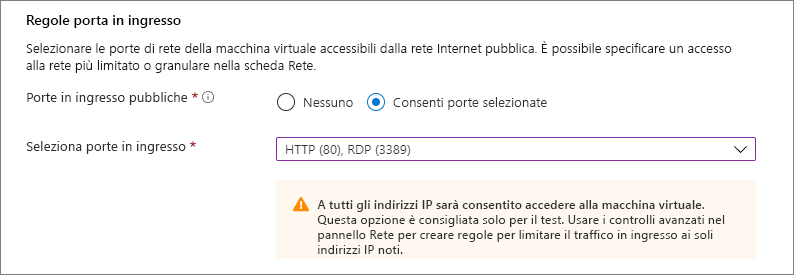 Regole porta in ingresso
Selezionare le porte di rete della macchina virtuale accessibili dalla rete Internet pubblica. È possibile specificare un accesso
alla rete più limitato o granulare nella scheda Rete.
Porte in ingresso pubbliche * Nessuno Consenti porte selezionate
Seleziona porte in ingresso * HTTP (80), RDP (3389)
A tutti gli indirizzi IP sarà consentito accedere alla macchina virtuale.
Questa opzione è consigliata solo per il test. Usare i controlli avanzati nel
pannello Rete per creare regole per limitare il traffico in ingresso ai soli
indirizzi IP noti.